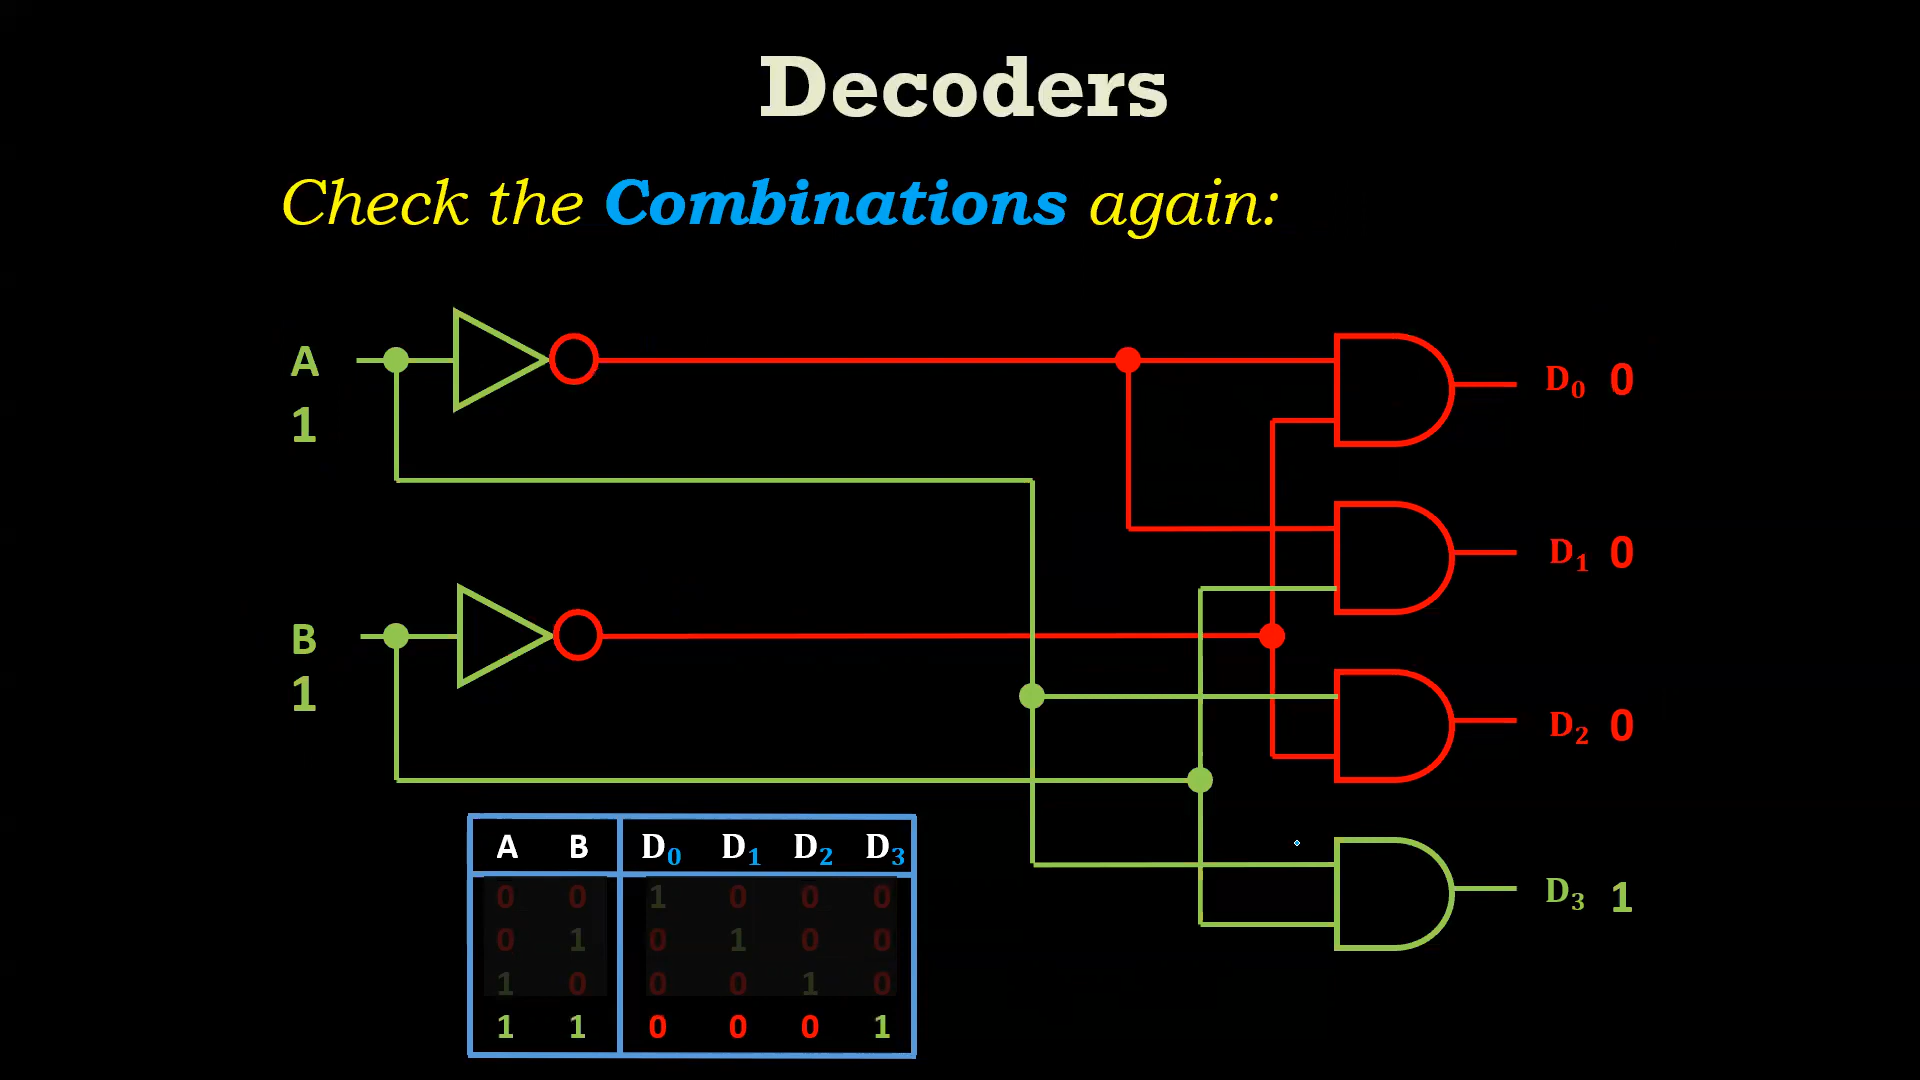 Decoders
Check the Combinations again:
A
1
D₀ 0
D₁ 0
B
1
D₂ 0
D₃ 1
A B D₀ D₁ D₂ D₃
0 0 1 0 0 0
0 1 0 1 0 0
1 0 0 0 1 0
1 1 0 0 0 1